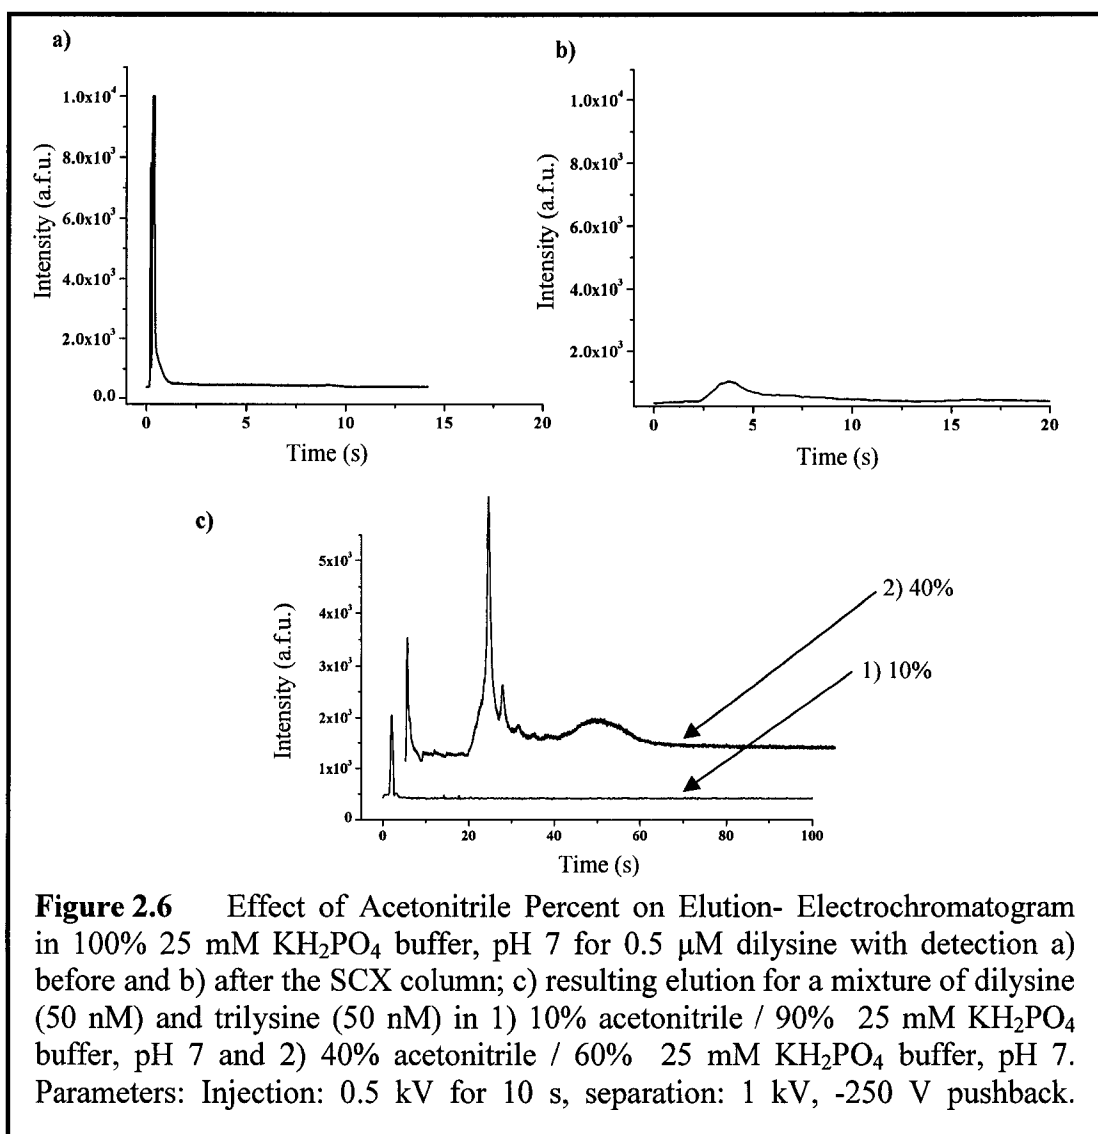 a)
1.0x10⁴
8.0x10³
6.0x10³
4.0x10³
2.0x10³
0.0
Intensity (a.f.u.)
0 5 10 15 20
Time (s)
b)
1.0x10⁴
8.0x10³
6.0x10³
4.0x10³
2.0x10³
Intensity (a.f.u.)
0 5 10 15 20
Time (s)
c)
5x10³
4x10³
3x10³
2x10³
1x10³
0
Intensity (a.f.u.)
0 20 40 60 80 100
Time (s)
2) 40%
1) 10%
Figure 2.6 Effect of Acetonitrile Percent on Elution- Electrochromatogram
in 100% 25 mM KH₂PO₄ buffer, pH 7 for 0.5 μM dilysine with detection a)
before and b) after the SCX column; c) resulting elution for a mixture of dilysine
(50 nM) and trilysine (50 nM) in 1) 10% acetonitrile / 90% 25 mM KH₂PO₄
buffer, pH 7 and 2) 40% acetonitrile / 60% 25 mM KH₂PO₄ buffer, pH 7.
Parameters: Injection: 0.5 kV for 10 s, separation: 1 kV, -250 V pushback.